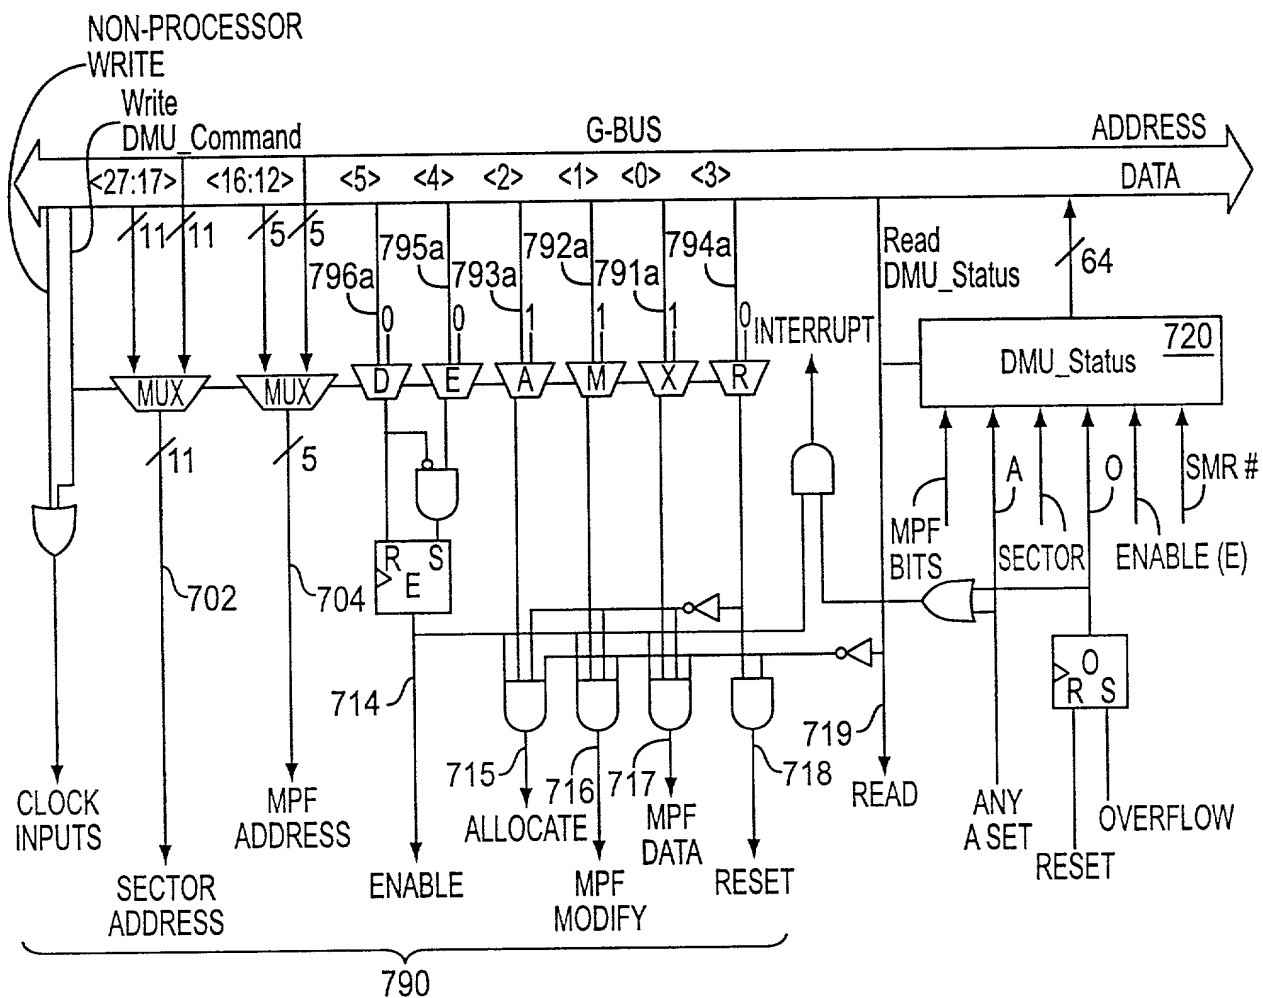 NON-PROCESSOR
WRITE
Write
DMU_Command
G-BUS
ADDRESS
DATA
<27:17>
<16:12>
<5>
<4>
<2>
<1>
<0>
<3>
11
11
5
5
796a
795a
793a
792a
791a
794a
0
0
1
1
1
0
Read
DMU_Status
64
INTERRUPT
DMU_Status
720
MUX
MUX
D
E
A
M
X
R
11
5
MPF
BITS
A
SECTOR
O
ENABLE (E)
SMR #
R S
E
702
704
O
R S
714
715
716
717
718
719
CLOCK
INPUTS
SECTOR
ADDRESS
MPF
ADDRESS
ENABLE
ALLOCATE
MPF
MODIFY
MPF
DATA
RESET
READ
ANY
A SET
RESET
OVERFLOW
790